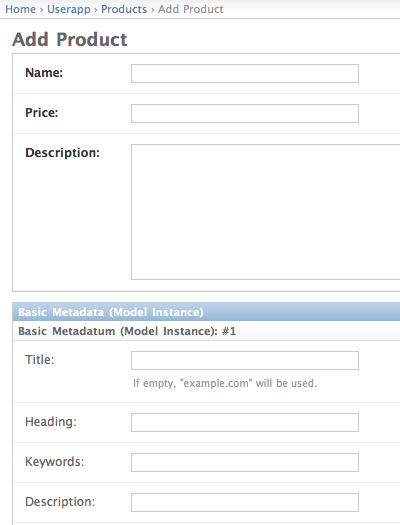 Home › Userapp › Products › Add Product
Add Product
Name:
Price:
Description:
Basic Metadata (Model Instance)
Basic Metadatum (Model Instance): #1
Title:
If empty, "example.com" will be used.
Heading:
Keywords:
Description: